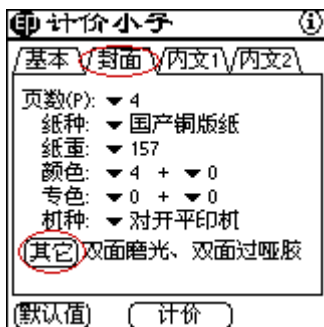 计价小子
基本 封面 内文1 内文2
页数(P): 4
纸种: 国产铜版纸
纸重: 157
颜色: 4 + 0
专色: 0 + 0
机种: 对开平印机
其它 双面磨光、双面过哑胶
默认值 计价